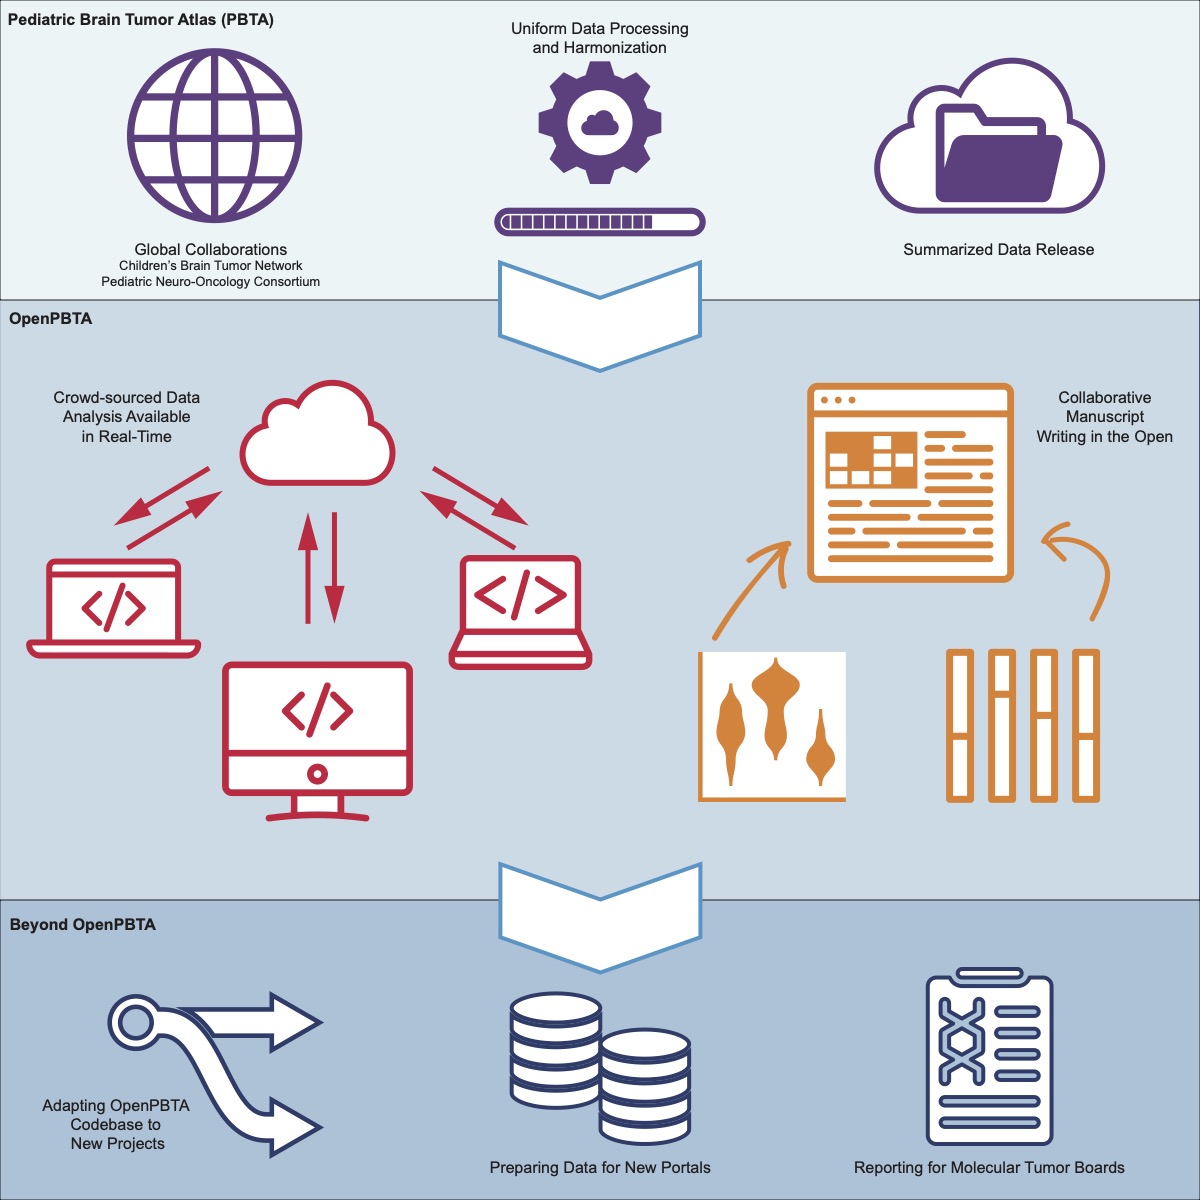 Pediatric Brain Tumor Atlas (PBTA)
Uniform Data Processing
and Harmonization
Global Collaborations
Children’s Brain Tumor Network
Pediatric Neuro-Oncology Consortium
Summarized Data Release
OpenPBTA
Crowd-sourced Data
Analysis Available
in Real-Time
</>
</>
</>
Collaborative
Manuscript
Writing in the Open
Beyond OpenPBTA
Adapting OpenPBTA
Codebase to
New Projects
Preparing Data for New Portals
Reporting for Molecular Tumor Boards